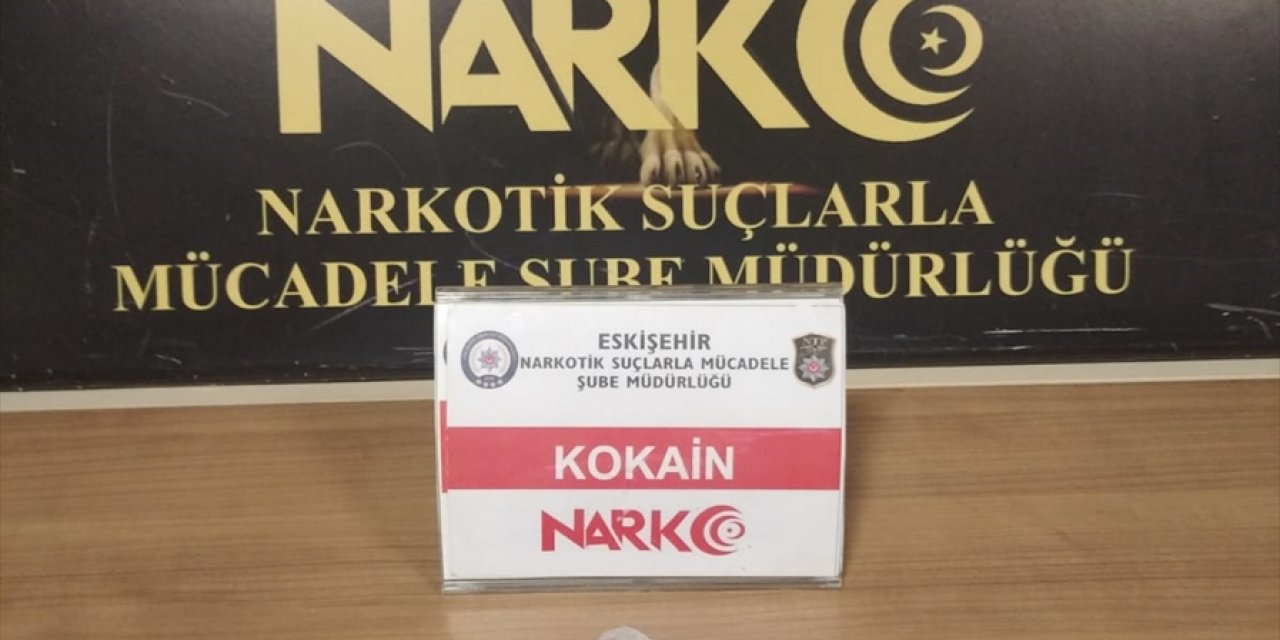 NARKO
NARKOTİK SUÇLARLA
MÜCADELE ŞUBE MÜDÜRLÜĞÜ
ESKİŞEHİR
NARKOTİK SUÇLARLA MÜCADELE
ŞUBE MÜDÜRLÜĞÜ
KOKAİN
NARKO